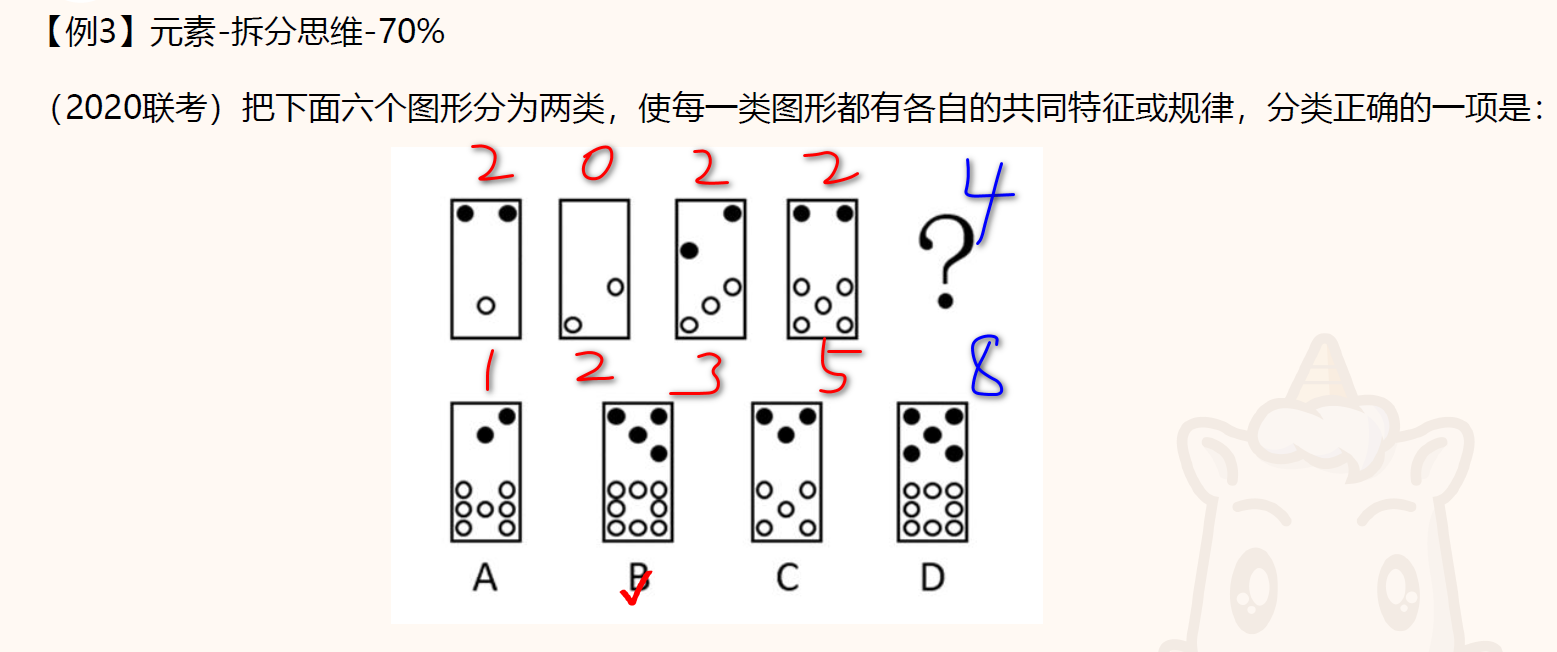 【例3】元素-拆分思维-70%
（2020联考）把下面六个图形分为两类，使每一类图形都有各自的共同特征或规律，分类正确的一项是：
2 0 2 2 4
?
1 2 3 5 8
A B C D